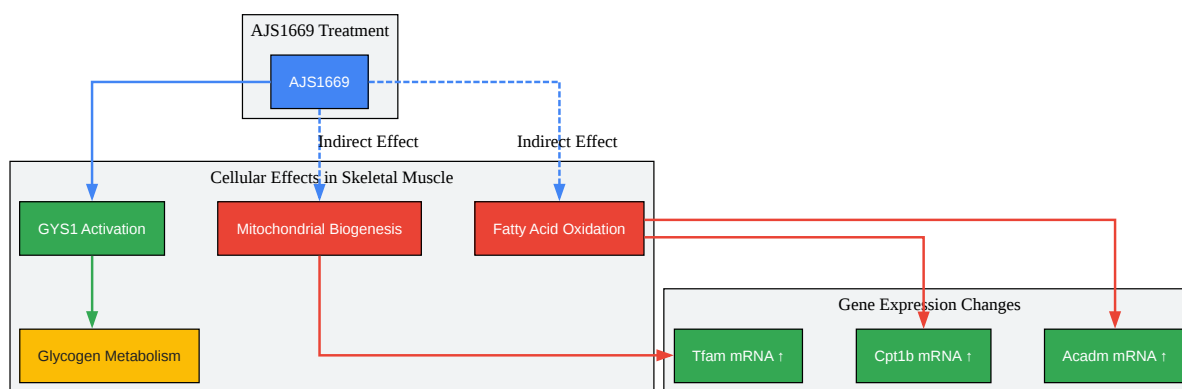 AJS1669 Treatment
AJS1669
Indirect Effect
Indirect Effect
Cellular Effects in Skeletal Muscle
GYS1 Activation
Mitochondrial Biogenesis
Fatty Acid Oxidation
Gene Expression Changes
Glycogen Metabolism
Tfam mRNA ↑
Cpt1b mRNA ↑
Acadm mRNA ↑